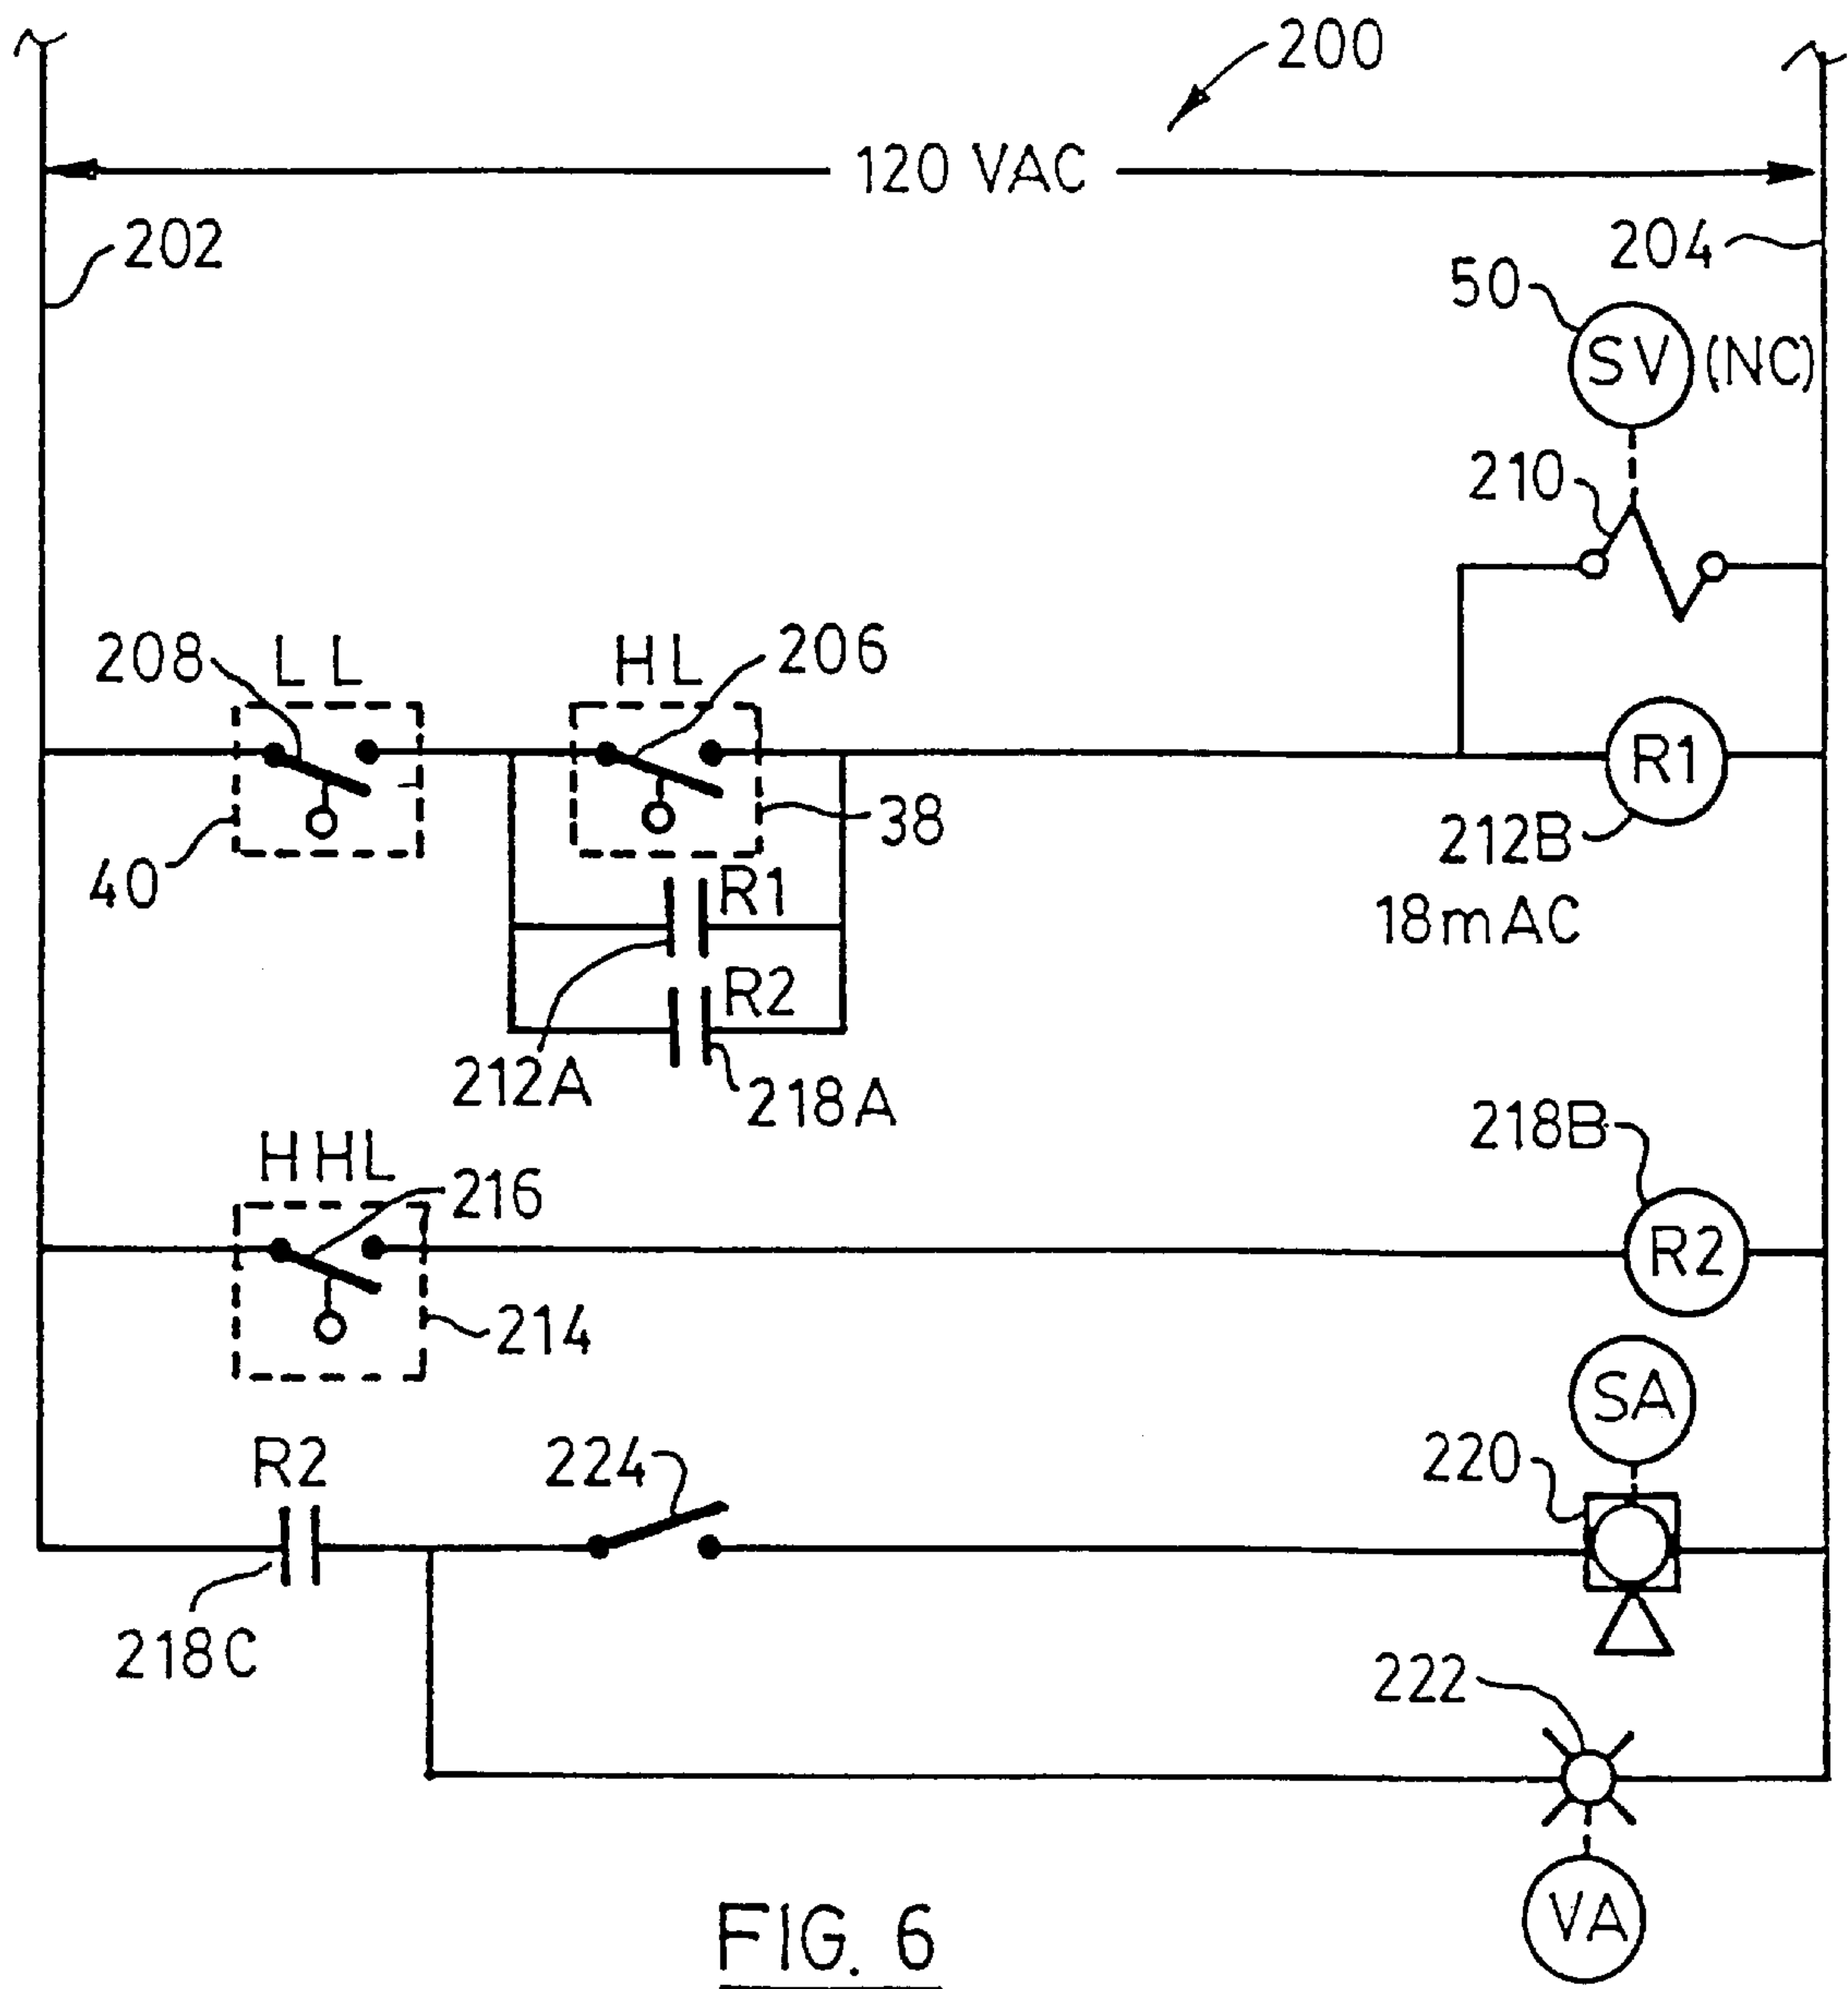 200
120 VAC
202
204
50
SV (NC)
210
208
LL
HL
206
R1
40
38
212B
R1
18mAC
R2
212A
218A
218B
HHL
216
R2
214
SA
R2
224
220
218C
222
VA
FIG. 6